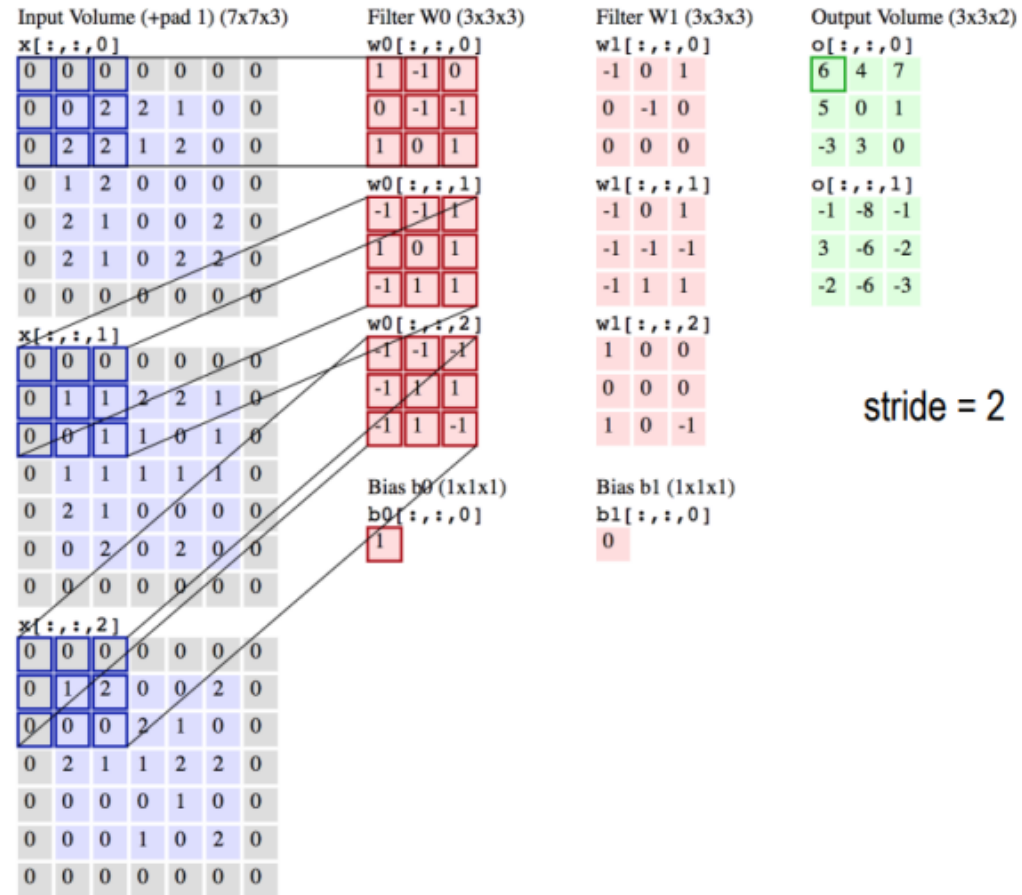 Input Volume (+pad 1) (7x7x3)
x[:,:,0]
0 0 0 0 0 0 0
0 0 2 2 1 0 0
0 2 2 1 2 0 0
0 1 2 0 0 0 0
0 2 1 0 0 2 0
0 2 1 0 2 2 0
0 0 0 0 0 0 0
x[:,:,1]
0 0 0 0 0 0 0
0 1 1 2 2 1 0
0 0 1 1 0 1 0
0 1 1 1 1 1 0
0 2 1 0 0 0 0
0 0 2 0 2 0 0
0 0 0 0 0 0 0
x[:,:,2]
0 0 0 0 0 0 0
0 1 2 0 0 2 0
0 0 0 2 1 0 0
0 2 1 1 2 2 0
0 0 0 0 1 0 0
0 0 0 1 0 2 0
0 0 0 0 0 0 0
Filter W0 (3x3x3)
w0[:,:,0]
1 -1 0
0 -1 -1
1 0 1
w0[:,:,1]
-1 -1 1
1 0 1
-1 1 1
w0[:,:,2]
-1 -1 -1
-1 1 1
-1 1 -1
Bias b0 (1x1x1)
b0[:,:,0]
1
Filter W1 (3x3x3)
w1[:,:,0]
-1 0 1
0 -1 0
0 0 0
w1[:,:,1]
-1 0 1
-1 -1 -1
-1 1 1
w1[:,:,2]
1 0 0
0 0 0
1 0 -1
Bias b1 (1x1x1)
b1[:,:,0]
0
Output Volume (3x3x2)
o[:,:,0]
6 4 7
5 0 1
-3 3 0
o[:,:,1]
-1 -8 -1
3 -6 -2
-2 -6 -3
stride = 2